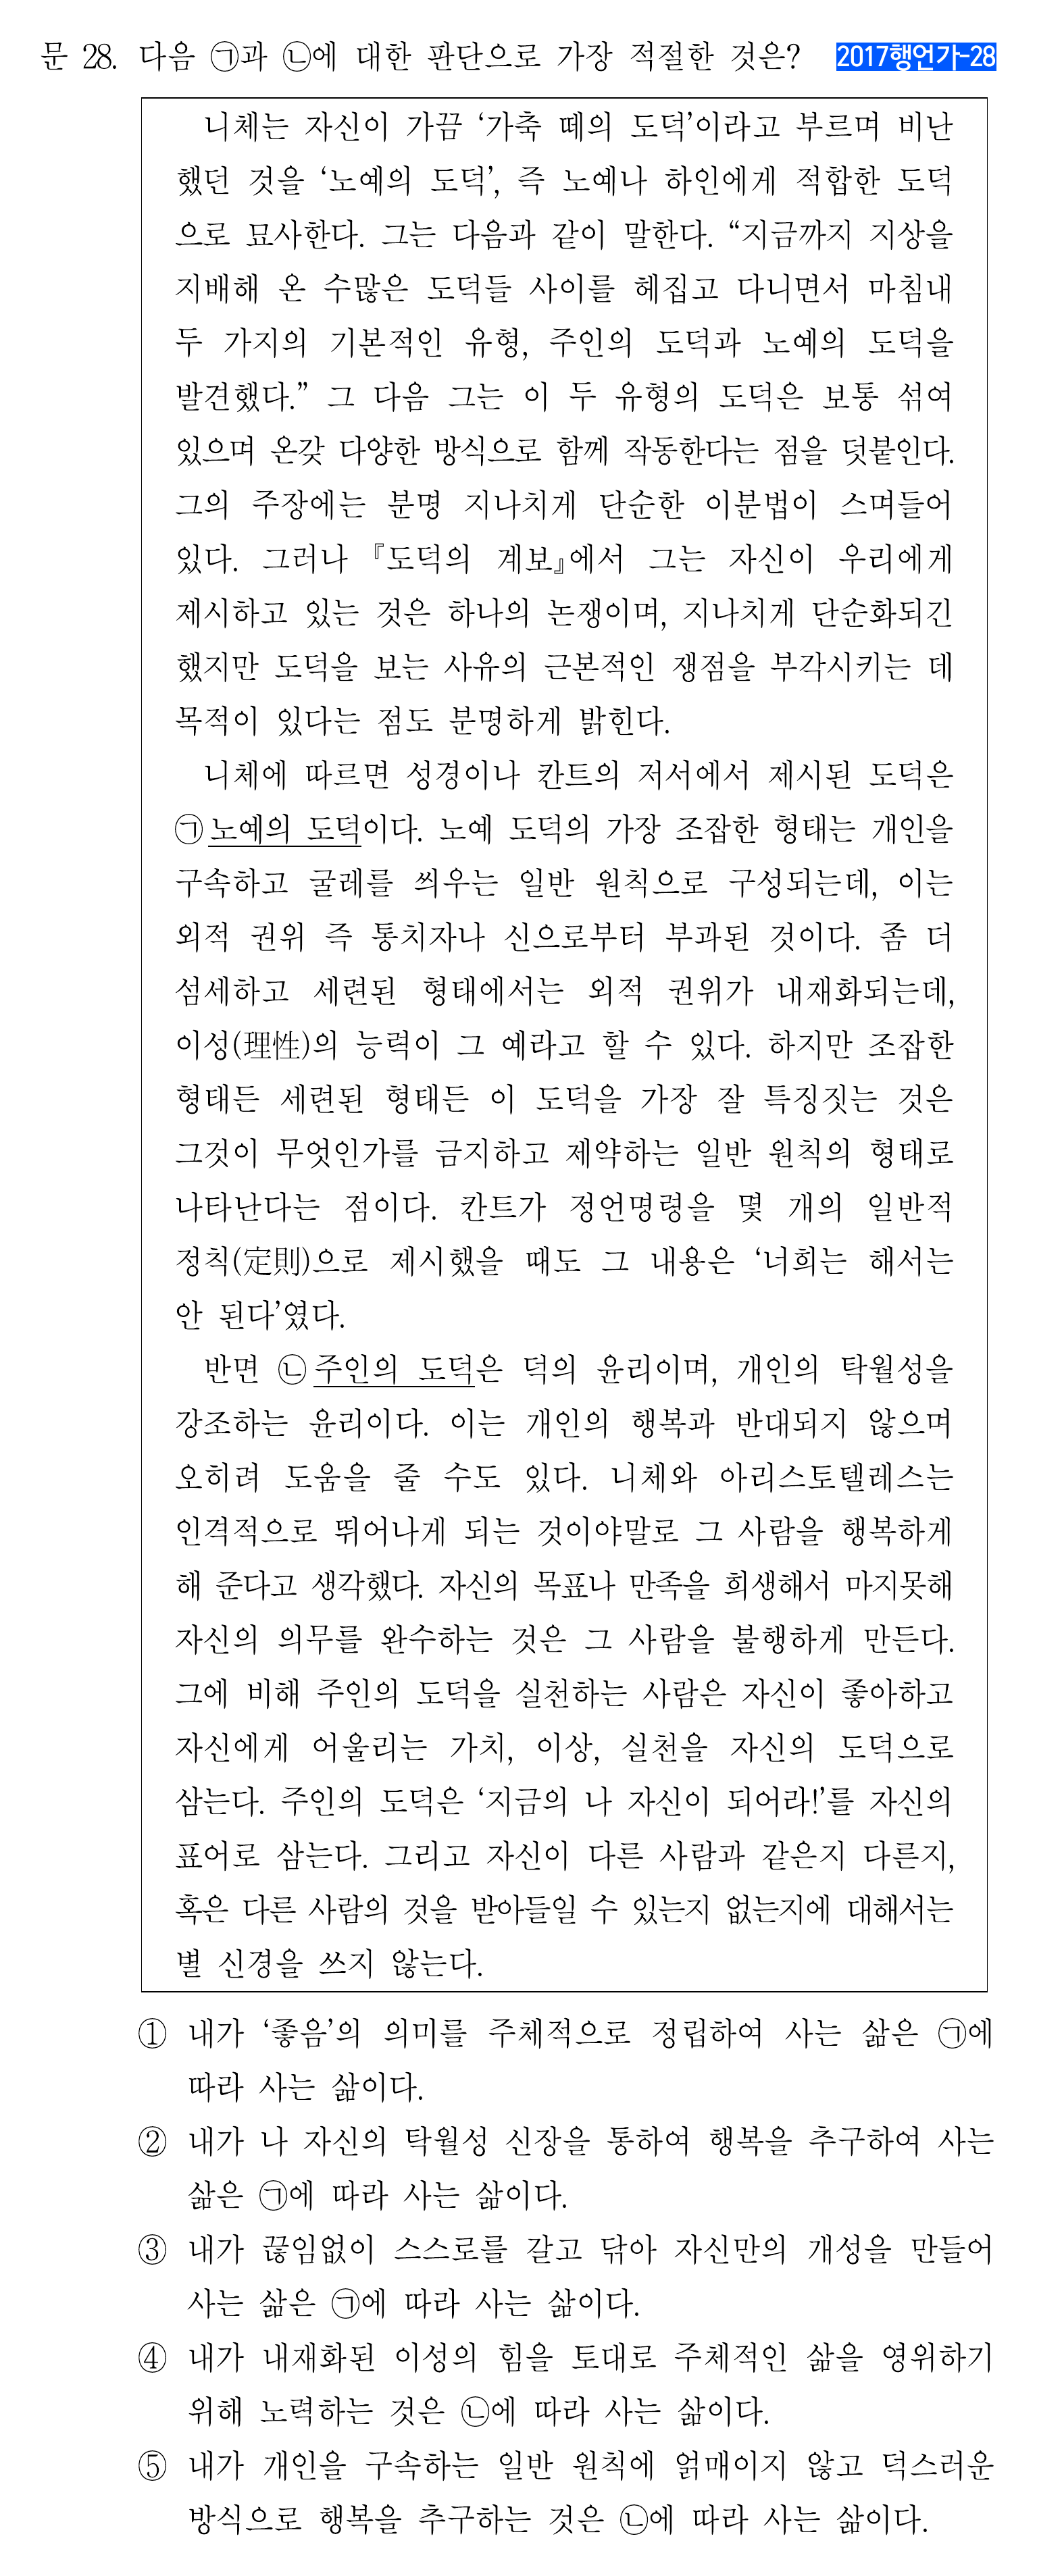 문 28. 다음 ㉠과 ㉡에 대한 판단으로 가장 적절한 것은? 2017행언가-28
니체는 자신이 가끔 ‘가축 떼의 도덕’이라고 부르며 비난
했던 것을 ‘노예의 도덕’, 즉 노예나 하인에게 적합한 도덕
으로 묘사한다. 그는 다음과 같이 말한다. “지금까지 지상을
지배해 온 수많은 도덕들 사이를 헤집고 다니면서 마침내
두 가지의 기본적인 유형, 주인의 도덕과 노예의 도덕을
발견했다.” 그 다음 그는 이 두 유형의 도덕은 보통 섞여
있으며 온갖 다양한 방식으로 함께 작동한다는 점을 덧붙인다.
그의 주장에는 분명 지나치게 단순한 이분법이 스며들어
있다. 그러나 『도덕의 계보』에서 그는 자신이 우리에게
제시하고 있는 것은 하나의 논쟁이며, 지나치게 단순화되긴
했지만 도덕을 보는 사유의 근본적인 쟁점을 부각시키는 데
목적이 있다는 점도 분명하게 밝힌다.
니체에 따르면 성경이나 칸트의 저서에서 제시된 도덕은
㉠노예의 도덕이다. 노예 도덕의 가장 조잡한 형태는 개인을
구속하고 굴레를 씌우는 일반 원칙으로 구성되는데, 이는
외적 권위 즉 통치자나 신으로부터 부과된 것이다. 좀 더
섬세하고 세련된 형태에서는 외적 권위가 내재화되는데,
이성(理性)의 능력이 그 예라고 할 수 있다. 하지만 조잡한
형태든 세련된 형태든 이 도덕을 가장 잘 특징짓는 것은
그것이 무엇인가를 금지하고 제약하는 일반 원칙의 형태로
나타난다는 점이다. 칸트가 정언명령을 몇 개의 일반적
정칙(定則)으로 제시했을 때도 그 내용은 ‘너희는 해서는
안 된다’였다.
반면 ㉡주인의 도덕은 덕의 윤리이며, 개인의 탁월성을
강조하는 윤리이다. 이는 개인의 행복과 반대되지 않으며
오히려 도움을 줄 수도 있다. 니체와 아리스토텔레스는
인격적으로 뛰어나게 되는 것이야말로 그 사람을 행복하게
해 준다고 생각했다. 자신의 목표나 만족을 희생해서 마지못해
자신의 의무를 완수하는 것은 그 사람을 불행하게 만든다.
그에 비해 주인의 도덕을 실천하는 사람은 자신이 좋아하고
자신에게 어울리는 가치, 이상, 실천을 자신의 도덕으로
삼는다. 주인의 도덕은 ‘지금의 나 자신이 되어라!’를 자신의
표어로 삼는다. 그리고 자신이 다른 사람과 같은지 다른지,
혹은 다른 사람의 것을 받아들일 수 있는지 없는지에 대해서는
별 신경을 쓰지 않는다.
① 내가 ‘좋음’의 의미를 주체적으로 정립하여 사는 삶은 ㉠에
따라 사는 삶이다.
② 내가 나 자신의 탁월성 신장을 통하여 행복을 추구하여 사는
삶은 ㉠에 따라 사는 삶이다.
③ 내가 끊임없이 스스로를 갈고 닦아 자신만의 개성을 만들어
사는 삶은 ㉠에 따라 사는 삶이다.
④ 내가 내재화된 이성의 힘을 토대로 주체적인 삶을 영위하기
위해 노력하는 것은 ㉡에 따라 사는 삶이다.
⑤ 내가 개인을 구속하는 일반 원칙에 얽매이지 않고 덕스러운
방식으로 행복을 추구하는 것은 ㉡에 따라 사는 삶이다.